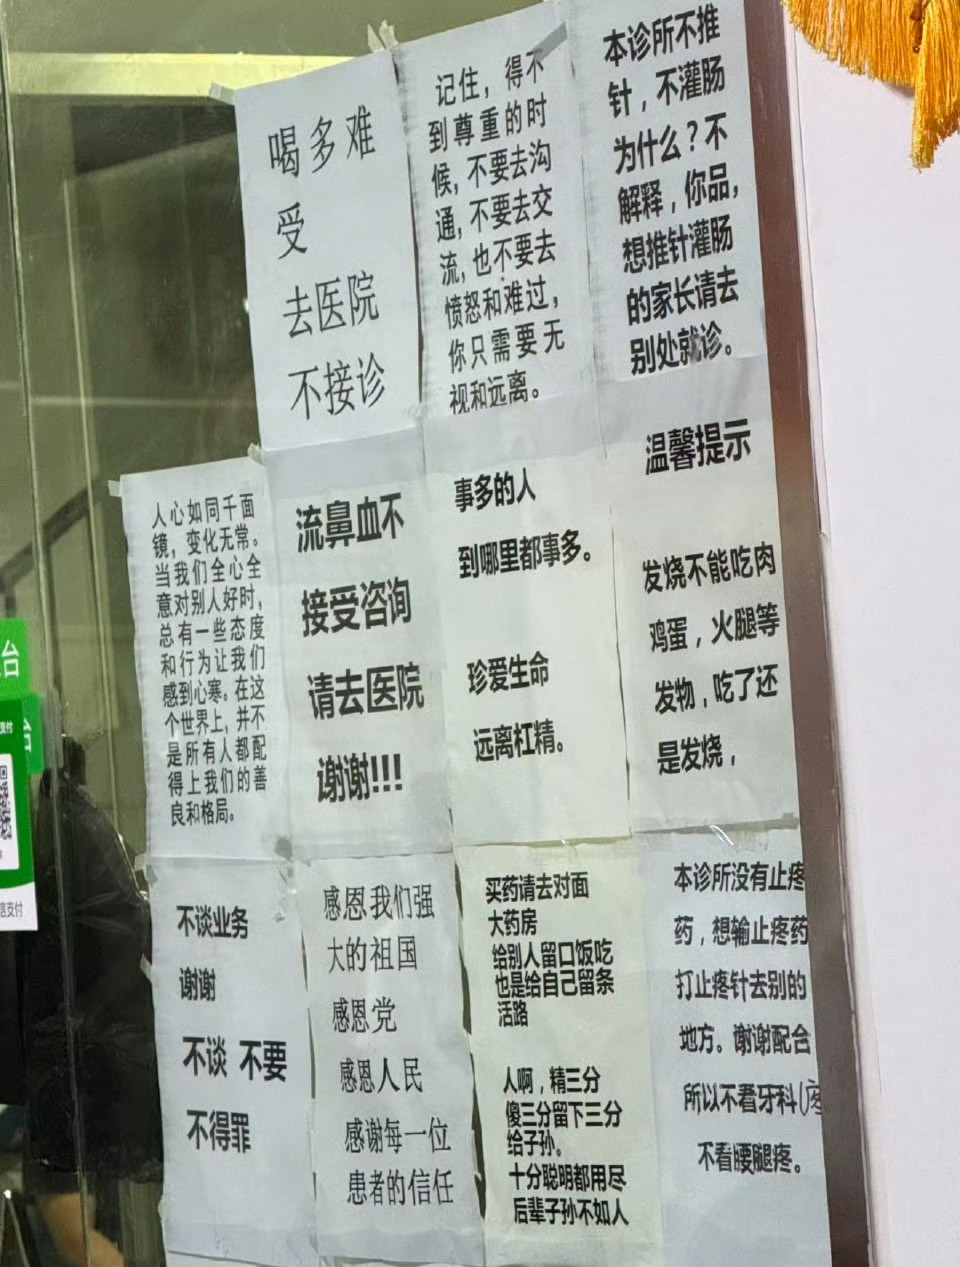 喝多难
受
去医院
不接诊
记住，得不
到尊重的时
候，不要去沟
通，不要去交
流，也不要去
愤怒和难过，
你只需要无
视和远离。
本诊所不推
针，不灌肠
为什么？不
解释，你品，
想推针灌肠
的家长请去
别处就诊。
人心如同千面
镜，变化无常。
当我们全心全
意对别人好时，
总有一些态度
和行为让我们
感到心寒。在这
个世界上，并不
是所有人都配
得上我们的善
良和格局。
流鼻血不
接受咨询
请去医院
谢谢!!!
事多的人
到哪里都事多。
珍爱生命
远离杠精。
温馨提示
发烧不能吃肉
鸡蛋，火腿等
发物，吃了还
是发烧，
不谈业务
谢谢
不谈 不要
不得罪
感恩我们强
大的祖国
感恩党
感恩人民
感谢每一位
患者的信任
买药请去对面
大药房
给别人留口饭吃
也是给自己留条
活路
人啊，精三分
傻三分留下三分
给子孙。
十分聪明都用尽
后辈子孙不如人
本诊所没有止疼
药，想输止疼药
打止疼针去别的
地方。谢谢配合
所以不看牙科(疼
不看腰腿疼。
台
支付
台
信支付